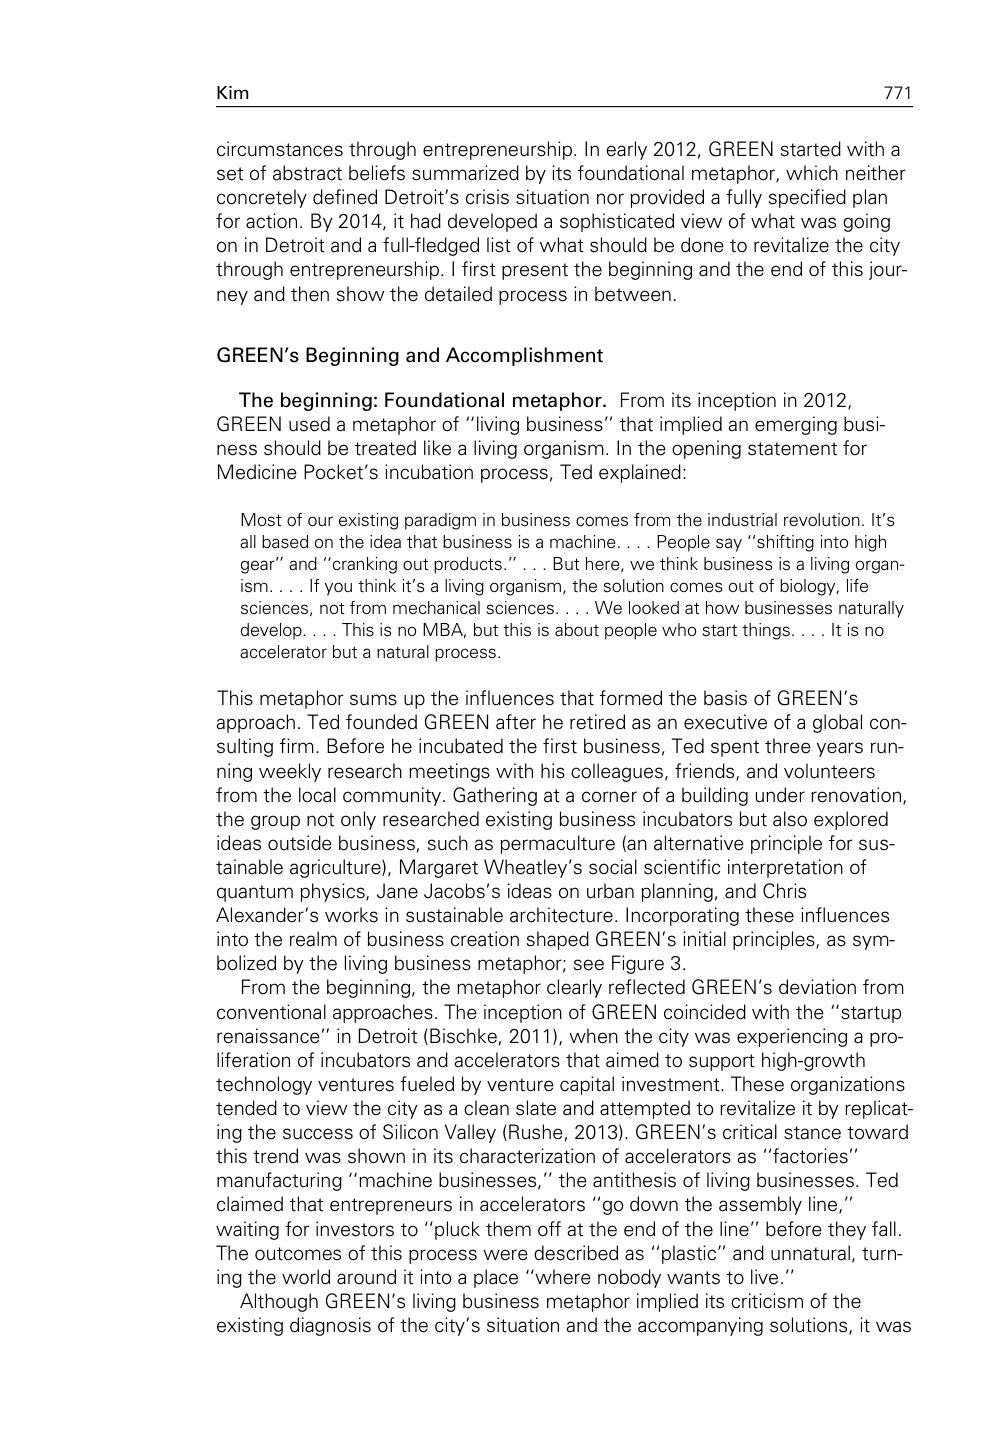 Kim 771
circumstances through entrepreneurship. In early 2012, GREEN started with a
set of abstract beliefs summarized by its foundational metaphor, which neither
concretely defined Detroit's crisis situation nor provided a fully specified plan
for action. By 2014, it had developed a sophisticated view of what was going
on in Detroit and a full-fledged list of what should be done to revitalize the city
through entrepreneurship. I first present the beginning and the end of this jour-
ney and then show the detailed process in between.
GREEN's Beginning and Accomplishment
The beginning: Foundational metaphor. From its inception in 2012,
GREEN used a metaphor of ''living business'' that implied an emerging busi-
ness should be treated like a living organism. In the opening statement for
Medicine Pocket's incubation process, Ted explained:
Most of our existing paradigm in business comes from the industrial revolution. It's
all based on the idea that business is a machine. . . . People say ''shifting into high
gear'' and ''cranking out products.'' . . . But here, we think business is a living organ-
ism. . . . If you think it's a living organism, the solution comes out of biology, life
sciences, not from mechanical sciences. . . . We looked at how businesses naturally
develop. . . . This is no MBA, but this is about people who start things. . . . It is no
accelerator but a natural process.
This metaphor sums up the influences that formed the basis of GREEN's
approach. Ted founded GREEN after he retired as an executive of a global con-
sulting firm. Before he incubated the first business, Ted spent three years run-
ning weekly research meetings with his colleagues, friends, and volunteers
from the local community. Gathering at a corner of a building under renovation,
the group not only researched existing business incubators but also explored
ideas outside business, such as permaculture (an alternative principle for sus-
tainable agriculture), Margaret Wheatley's social scientific interpretation of
quantum physics, Jane Jacobs's ideas on urban planning, and Chris
Alexander's works in sustainable architecture. Incorporating these influences
into the realm of business creation shaped GREEN's initial principles, as sym-
bolized by the living business metaphor; see Figure 3.
From the beginning, the metaphor clearly reflected GREEN's deviation from
conventional approaches. The inception of GREEN coincided with the ''startup
renaissance'' in Detroit (Bischke, 2011), when the city was experiencing a pro-
liferation of incubators and accelerators that aimed to support high-growth
technology ventures fueled by venture capital investment. These organizations
tended to view the city as a clean slate and attempted to revitalize it by replicat-
ing the success of Silicon Valley (Rushe, 2013). GREEN's critical stance toward
this trend was shown in its characterization of accelerators as ''factories''
manufacturing ''machine businesses,'' the antithesis of living businesses. Ted
claimed that entrepreneurs in accelerators ''go down the assembly line,''
waiting for investors to ''pluck them off at the end of the line'' before they fall.
The outcomes of this process were described as ''plastic'' and unnatural, turn-
ing the world around it into a place ''where nobody wants to live.''
Although GREEN's living business metaphor implied its criticism of the
existing diagnosis of the city's situation and the accompanying solutions, it was